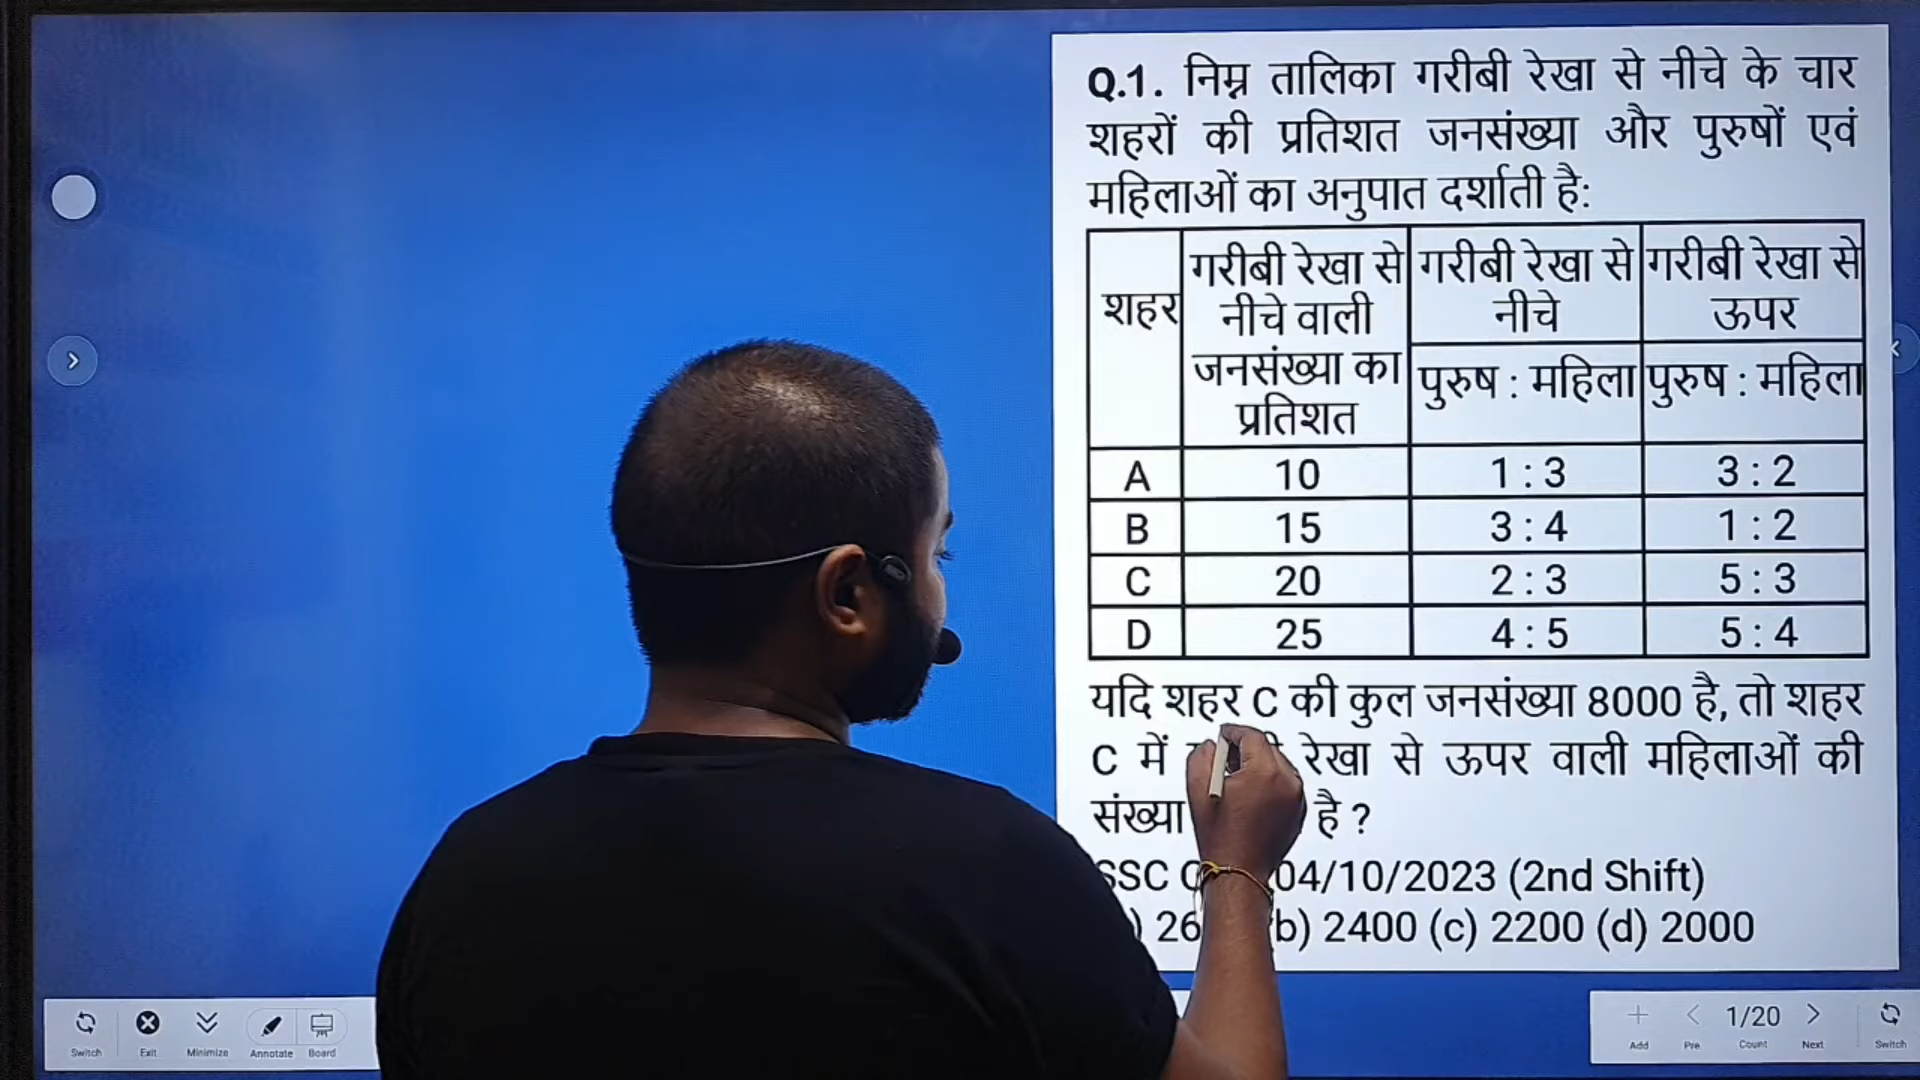 Q.1. निम्न तालिका गरीबी रेखा से नीचे के चार
शहरों की प्रतिशत जनसंख्या और पुरुषों एवं
महिलाओं का अनुपात दर्शाती है:
शहर
गरीबी रेखा से
नीचे वाली
जनसंख्या का
प्रतिशत
गरीबी रेखा से
नीचे
पुरुष : महिला
गरीबी रेखा से
ऊपर
पुरुष : महिला
A 10 1 : 3 3 : 2
B 15 3 : 4 1 : 2
C 20 2 : 3 5 : 3
D 25 4 : 5 5 : 4
यदि शहर C की कुल जनसंख्या 8000 है, तो शहर
C में रेखा से ऊपर वाली महिलाओं की
संख्या है ?
SSC 04/10/2023 (2nd Shift)
b) 2400 (c) 2200 (d) 2000
Switch Exit Minimize Annotate Board
1/20
Add Pre Count Next Switch